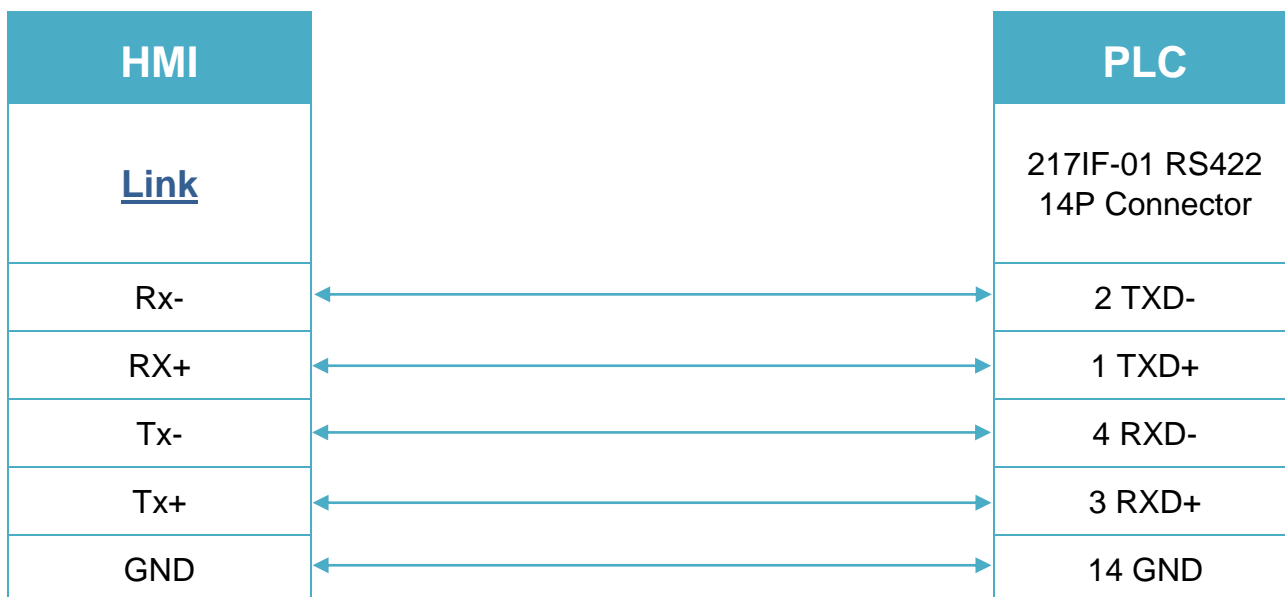 HMI PLC
Link 217IF-01 RS422
14P Connector
Rx- 2 TXD-
RX+ 1 TXD+
Tx- 4 RXD-
Tx+ 3 RXD+
GND 14 GND